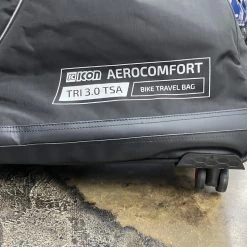 SCICON AEROCOMFORT
TRI 3.0 TSA BIKE TRAVEL BAG